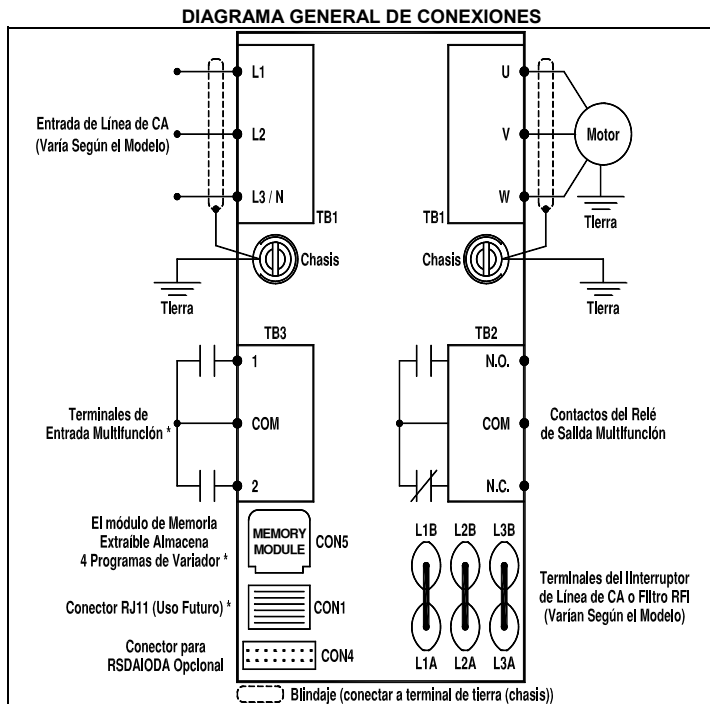 DIAGRAMA GENERAL DE CONEXIONES
L1
U
Entrada de Línea de CA
(Varía Según el Modelo)
L2
V
Motor
L3 / N
W
TB1
TB1
Tierra
Chasis
Chasis
Tierra
Tierra
TB3
TB2
1
N.O.
Terminales de
Entrada Multifunción *
COM
COM
Contactos del Relé
de Salida Multifunción
2
N.C.
El módulo de Memoria
Extraíble Almacena
4 Programas de Variador *
MEMORY
MODULE
CON5
L1B L2B L3B
Conector RJ11 (Uso Futuro) *
CON1
Terminales del IInterruptor
de Línea de CA o Filtro RFI
(Varían Según el Modelo)
Conector para
RSDAIODA Opcional
CON4
L1A L2A L3A
Blindaje (conectar a terminal de tierra (chasis))